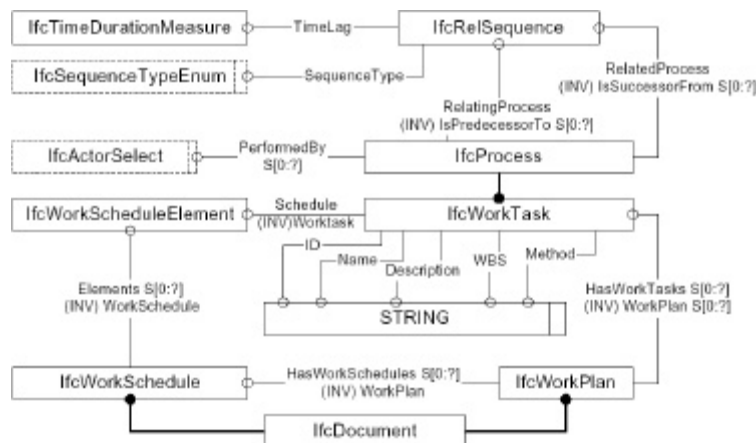 IfcTimeDurationMeasure
TimeLag
IfcRelSequence
IfcSequenceTypeEnum
SequenceType
RelatedProcess
(INV) IsSuccessorFrom S[0:?]
RelatingProcess
(INV) IsPredecessorTo S[0:?]
IfcActorSelect
PerformedBy
S[0:?]
IfcProcess
IfcWorkScheduleElement
Schedule
(INV)Worktask
IfcWorkTask
ID
Name
Description
WBS
Method
Elements S[0:?]
(INV) WorkSchedule
HasWorkTasks S[0:?]
(INV) WorkPlan S[0:?]
STRING
IfcWorkSchedule
HasWorkSchedules S[0:?]
(INV) WorkPlan
IfcWorkPlan
IfcDocument